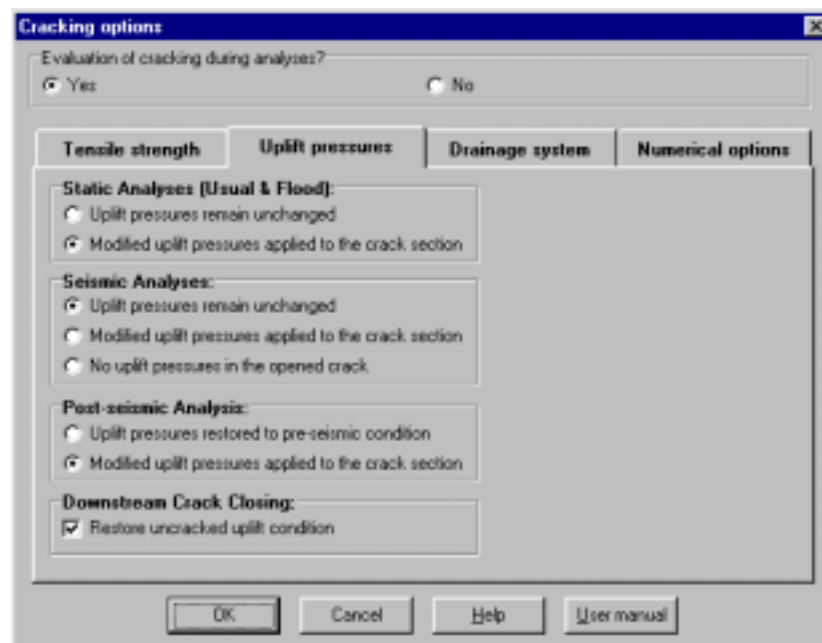 Cracking options
Evaluation of cracking during analyses?
Yes No
Tensile strength Uplift pressures Drainage system Numerical options
Static Analyses (Usual & Flood):
Uplift pressures remain unchanged
Modified uplift pressures applied to the crack section
Seismic Analyses:
Uplift pressures remain unchanged
Modified uplift pressures applied to the crack section
No uplift pressures in the opened crack
Post-seismic Analysis:
Uplift pressures restored to pre-seismic condition
Modified uplift pressures applied to the crack section
Downstream Crack Closing:
Restore uncracked uplift condition
OK Cancel Help User manual